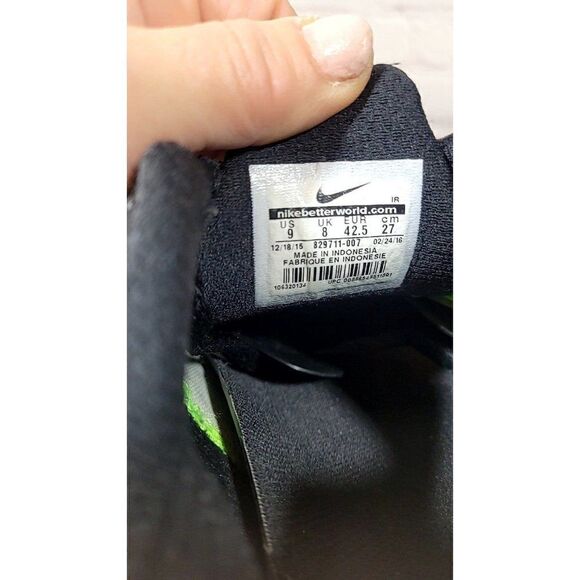 IR
nikebetterworld.com
US UK EUR cm
9 8 42.5 27
12/18/15 829711-007 02/24/16
MADE IN INDONESIA
FABRIQUE EN INDONESIE
106320134
UPC